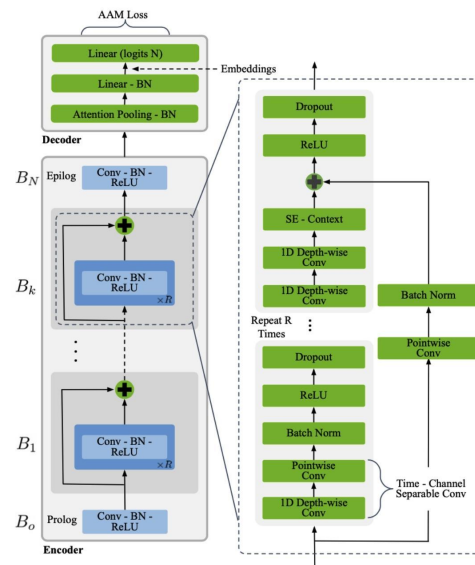 AAM Loss
Linear (logits N)
Embeddings
Linear - BN
Attention Pooling - BN
Decoder
B_N
Epilog
Conv - BN -
ReLU
B_k
Conv - BN -
ReLU
×R
B_1
Conv - BN -
ReLU
×R
B_o
Prolog
Conv - BN -
ReLU
Encoder
Dropout
ReLU
SE - Context
1D Depth-wise
Conv
1D Depth-wise
Conv
Batch Norm
Pointwise
Conv
Repeat R
Times
Dropout
ReLU
Batch Norm
Pointwise
Conv
1D Depth-wise
Conv
Time - Channel
Separable Conv